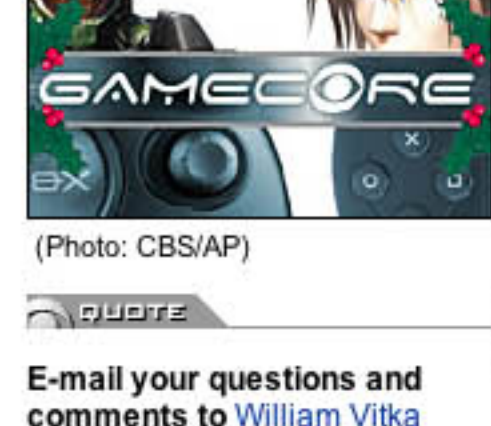 GAMECORE
(Photo: CBS/AP)
QUOTE
E-mail your questions and
comments to William Vitka